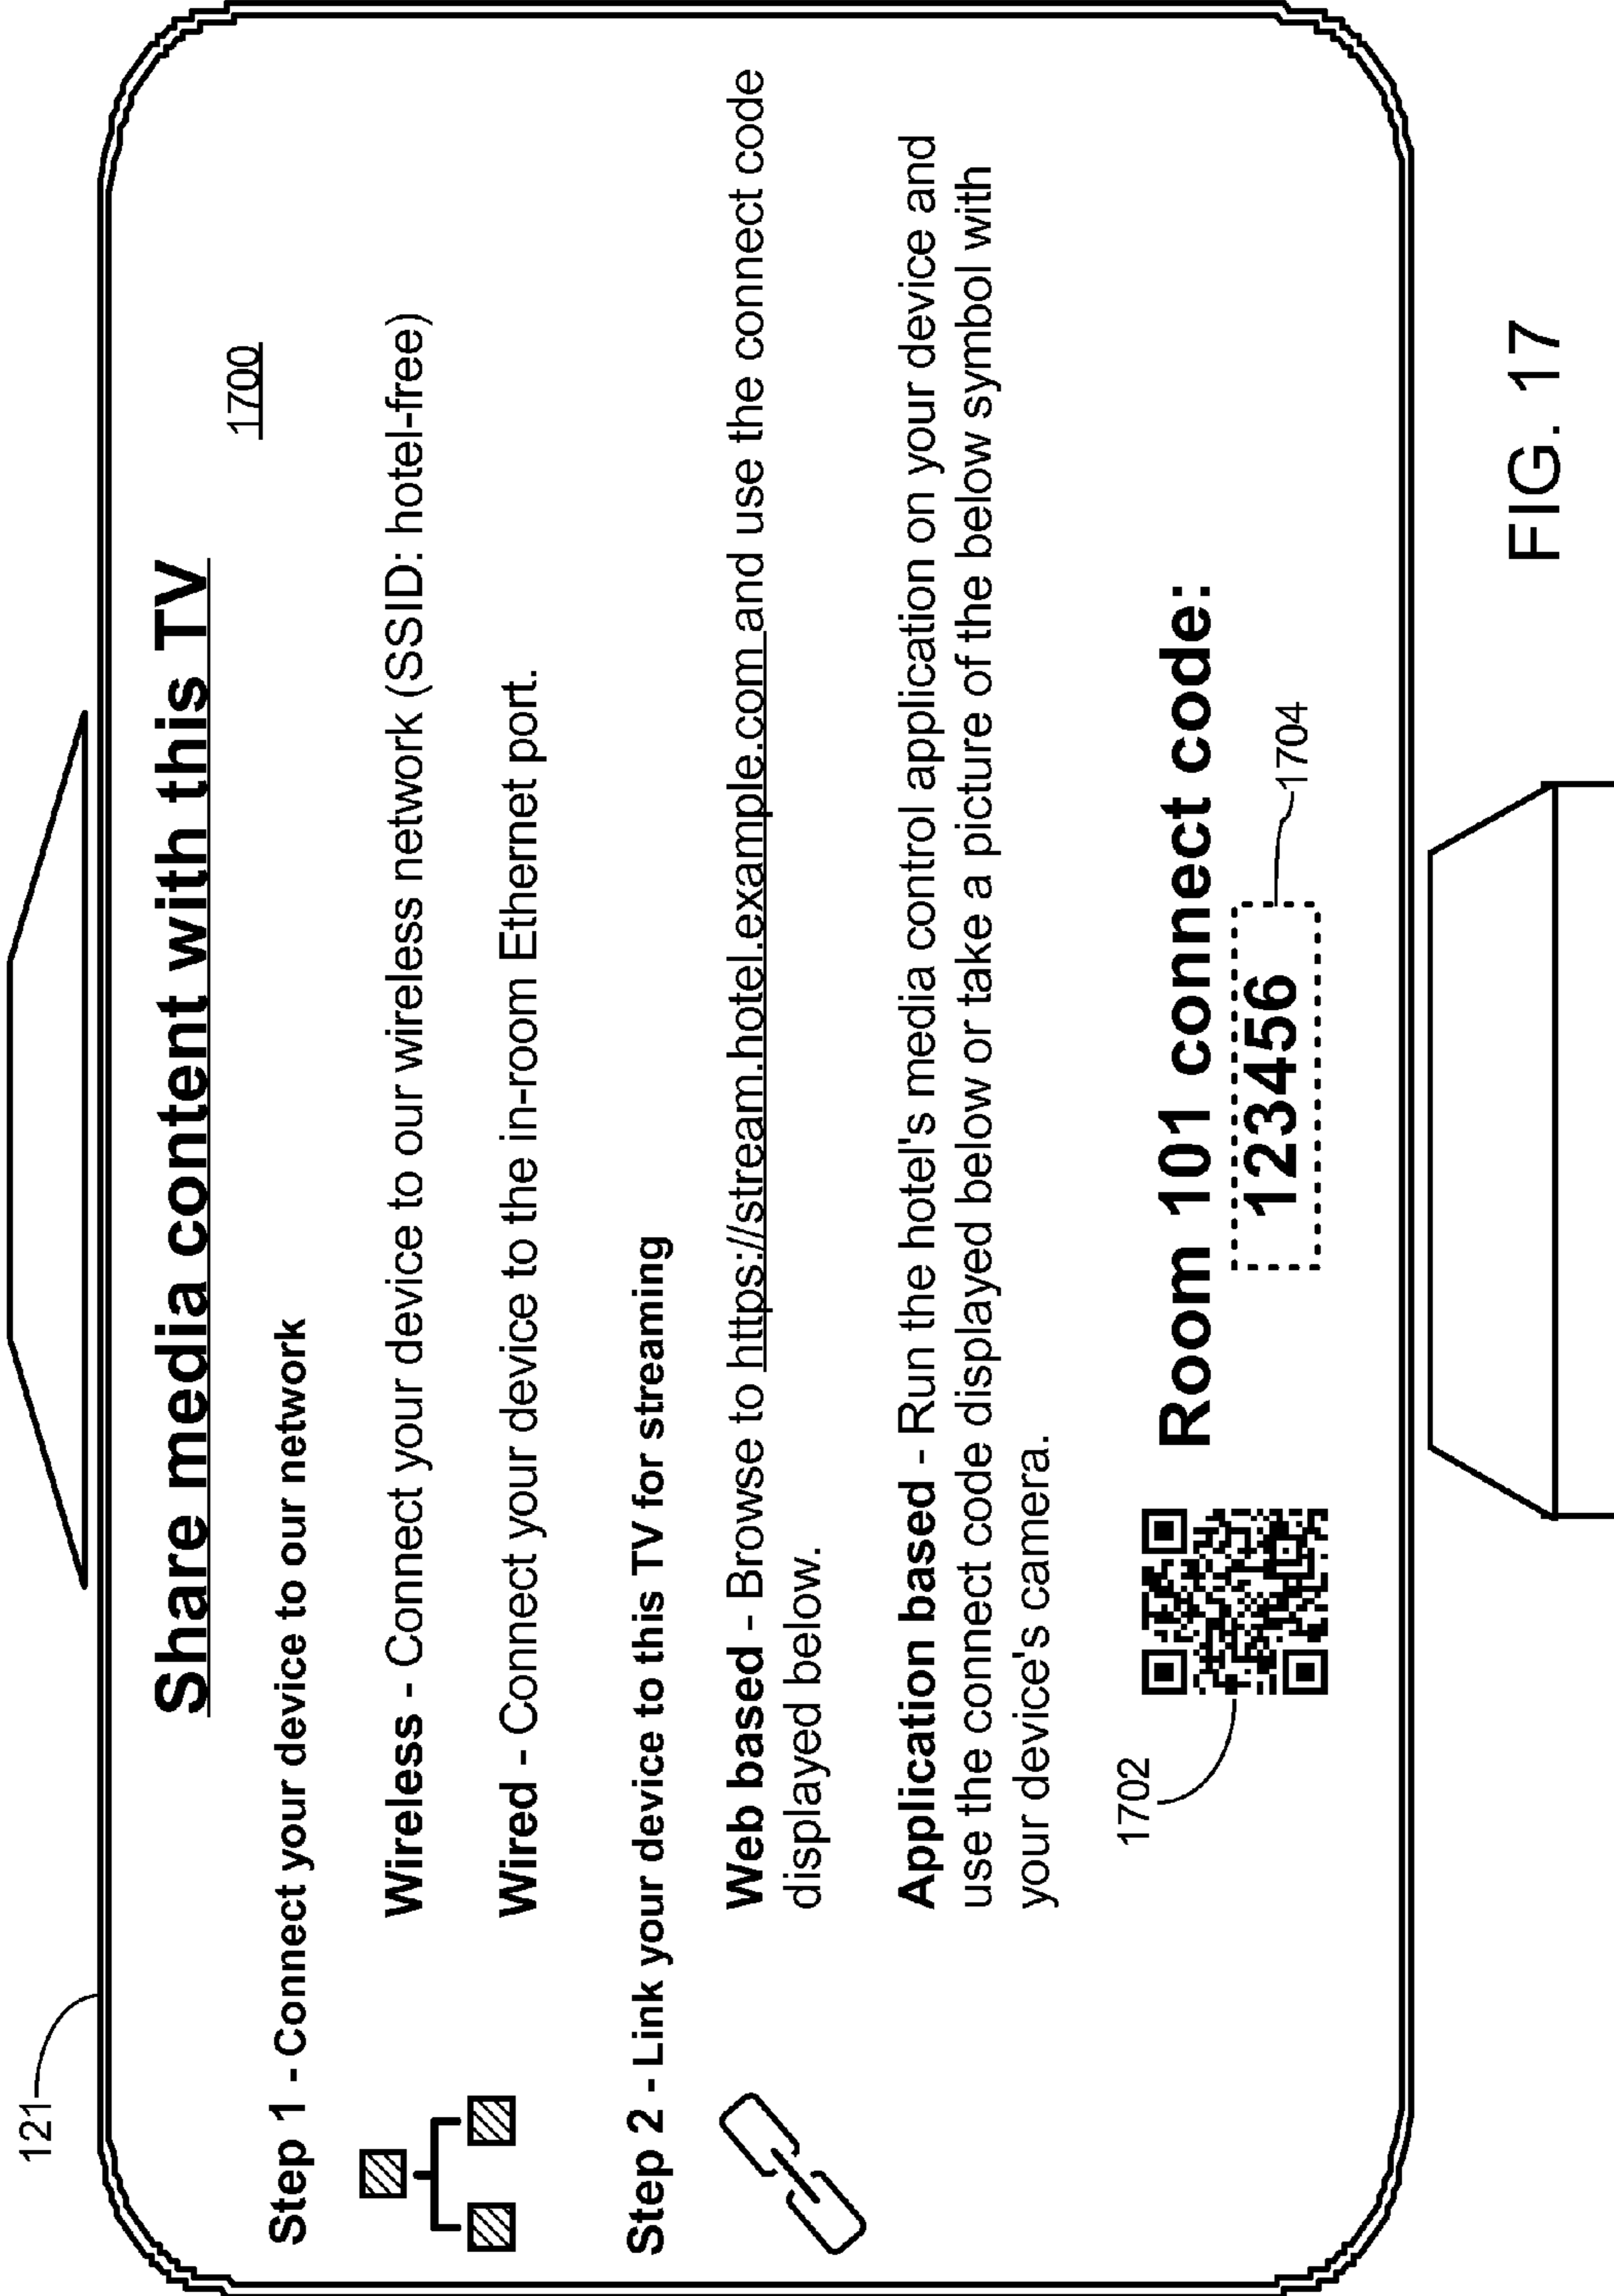 121
Share media content with this TV
1700
Step 1 - Connect your device to our network
Wireless - Connect your device to our wireless network (SSID: hotel-free)
Wired - Connect your device to the in-room Ethernet port.
Step 2 - Link your device to this TV for streaming
Web based - Browse to https://stream.hotel.example.com and use the connect code
displayed below.
Application based - Run the hotel's media control application on your device and
use the connect code displayed below or take a picture of the below symbol with
your device's camera.
1702
Room 101 connect code:
123456
1704
FIG. 17